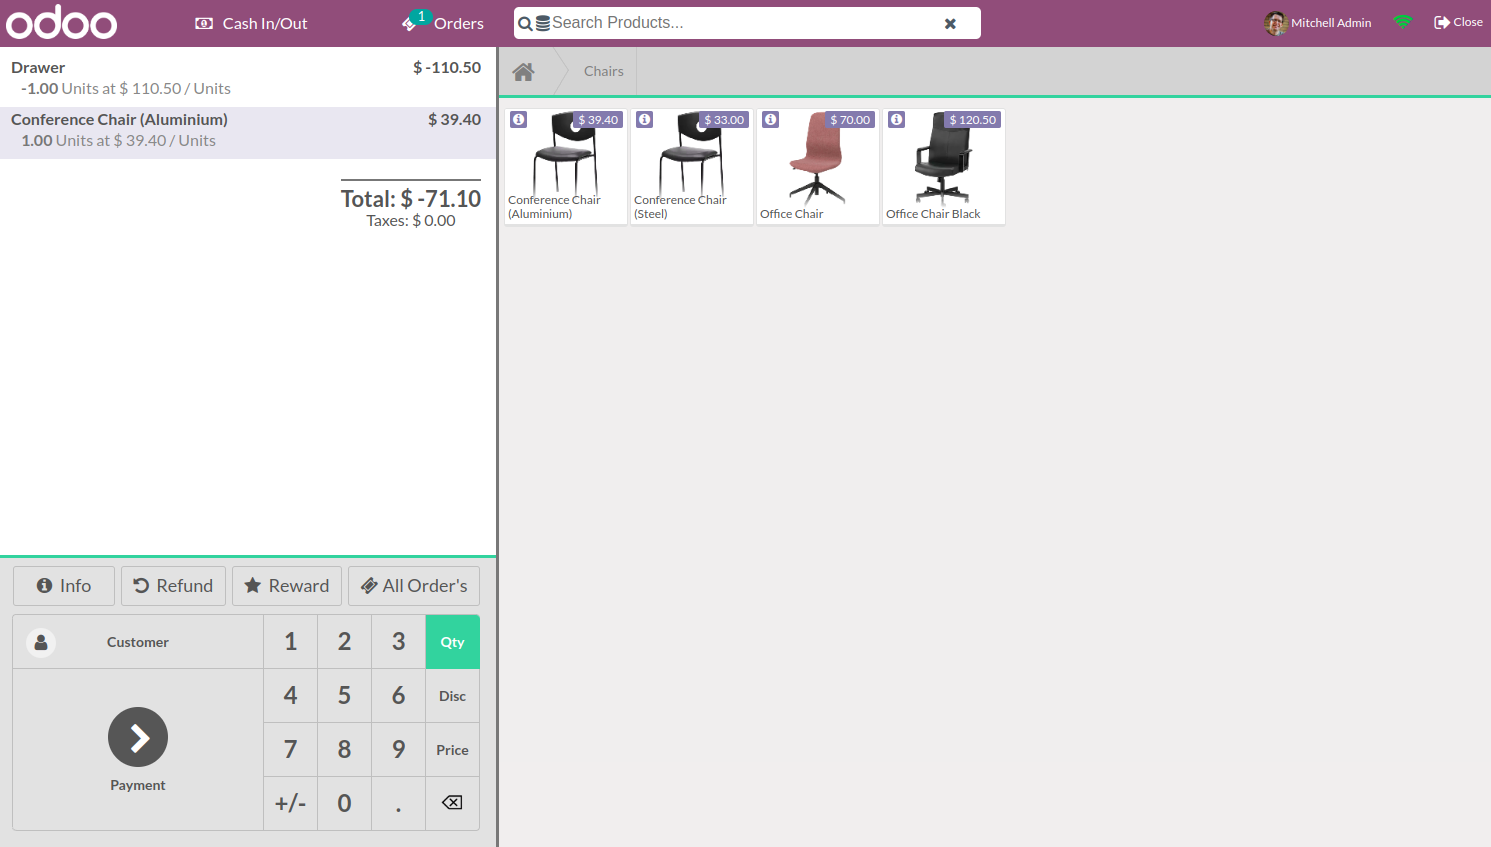 odoo
Cash In/Out
1
Orders
Search Products...
Mitchell Admin
Close
Drawer
$ -110.50
-1.00 Units at $ 110.50 / Units
Conference Chair (Aluminium)
$ 39.40
1.00 Units at $ 39.40 / Units
Total: $ -71.10
Taxes: $ 0.00
Chairs
$ 39.40
Conference Chair
(Aluminium)
$ 33.00
Conference Chair
(Steel)
$ 70.00
Office Chair
$ 120.50
Office Chair Black
Info
Refund
Reward
All Order's
Customer
1
2
3
Qty
4
5
6
Disc
Payment
7
8
9
Price
+/-
0
.